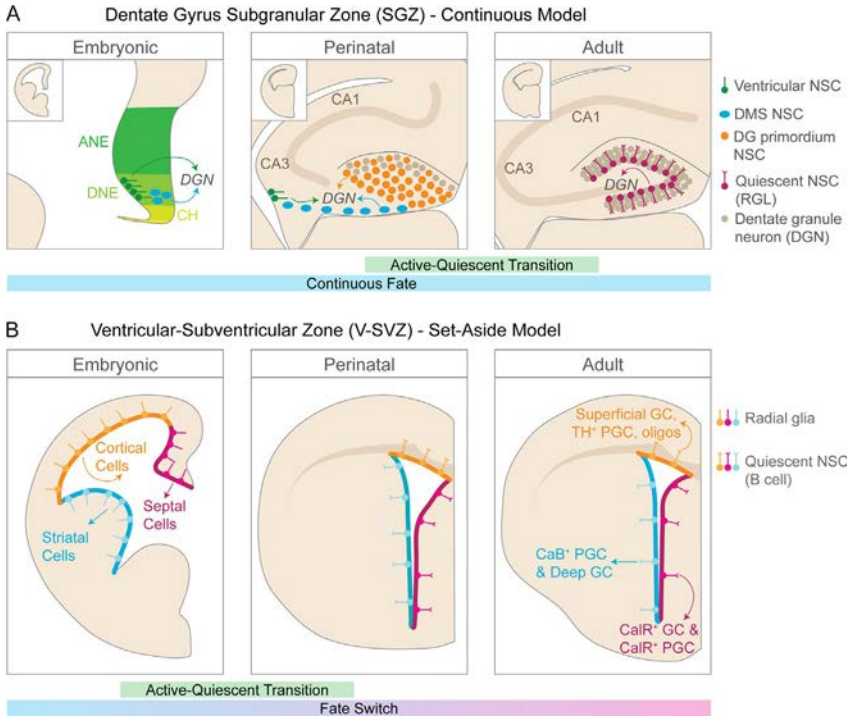 A
Dentate Gyrus Subgranular Zone (SGZ) - Continuous Model
Embryonic
Perinatal
Adult
ANE
DNE
DGN
CH
CA1
CA3
DGN
CA1
CA3
DGN
Ventricular NSC
DMS NSC
DG primordium
NSC
Quiescent NSC
(RGL)
Dentate granule
neuron (DGN)
Active-Quiescent Transition
Continuous Fate
B
Ventricular-Subventricular Zone (V-SVZ) - Set-Aside Model
Embryonic
Perinatal
Adult
Cortical
Cells
Septal
Cells
Striatal
Cells
Superficial GC,
TH⁺ PGC, oligos
CaB⁺ PGC
& Deep GC
CalR⁺ GC &
CalR⁺ PGC
Radial glia
Quiescent NSC
(B cell)
Active-Quiescent Transition
Fate Switch